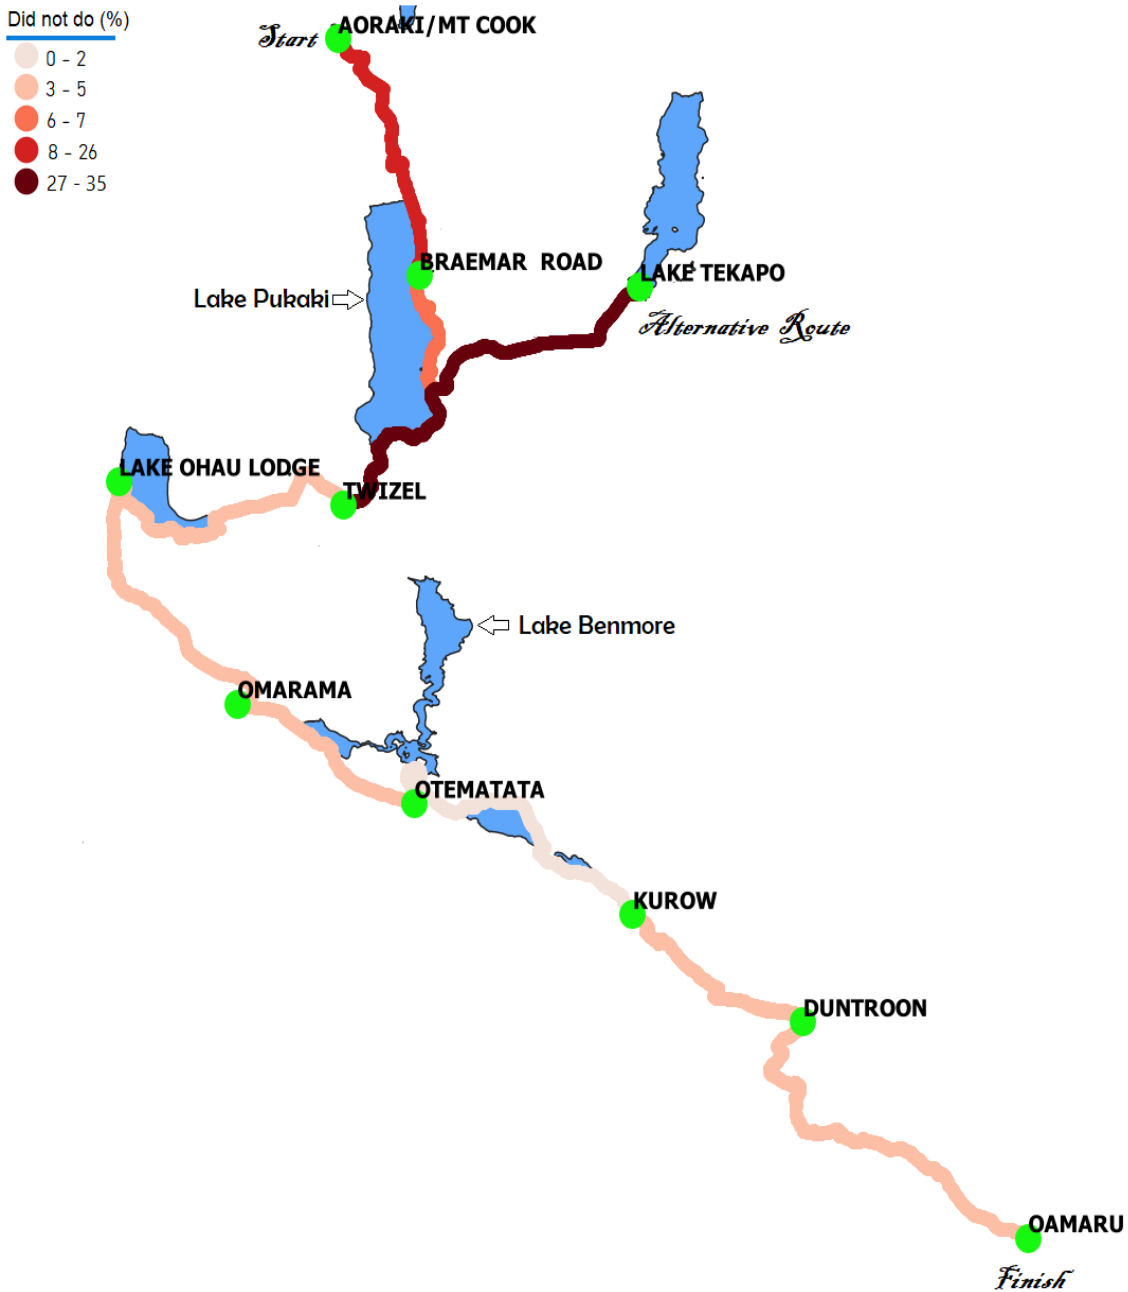 Did not do (%)
0 - 2
3 - 5
6 - 7
8 - 26
27 - 35
Start
AORAKI/MT COOK
BRAEMAR ROAD
Lake Pukaki
LAKE TEKAPO
Alternative Route
LAKE OHAU LODGE
TWIZEL
Lake Benmore
OMARAMA
OTEMATATA
KUROW
DUNTROON
OAMARU
Finish